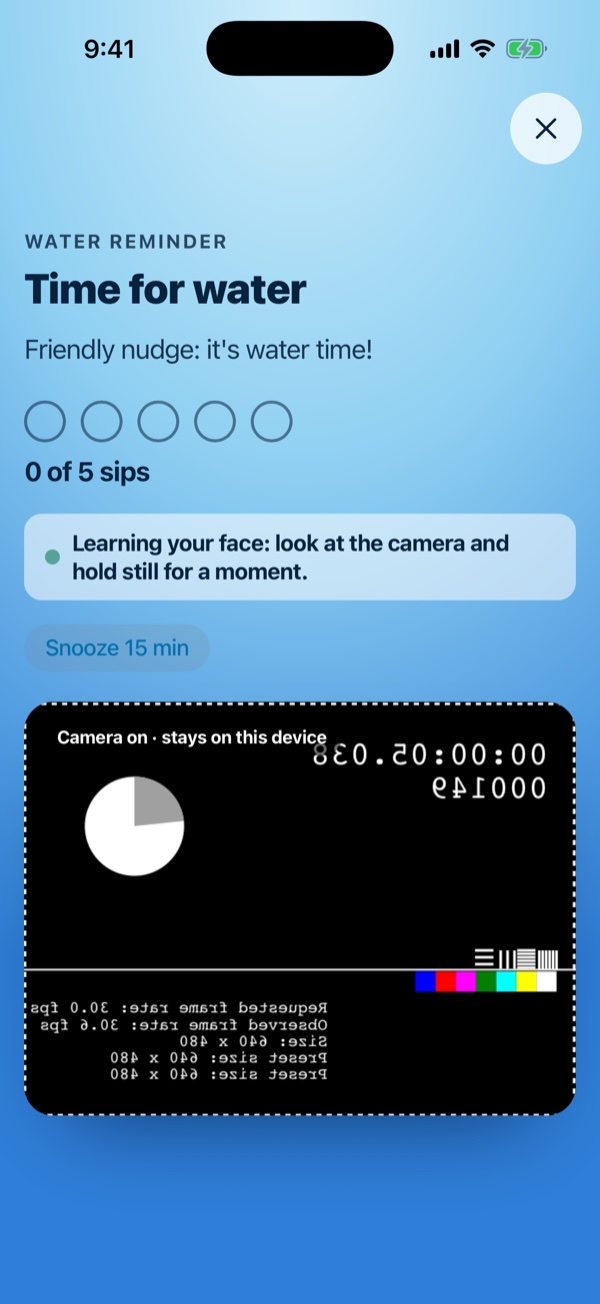 9:41
WATER REMINDER
Time for water
Friendly nudge: it's water time!
0 of 5 sips
Learning your face: look at the camera and
hold still for a moment.
Snooze 15 min
Camera on · stays on this device
00:00:05.038
000149
Requested frame rate: 30.0 fps
Observed frame rate: 30.6 fps
Size: 640 x 480
Preset size: 640 x 480
Preset size: 640 x 480